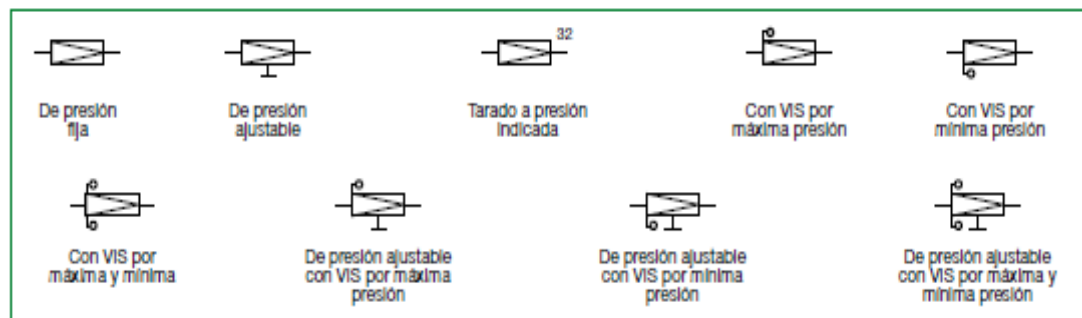 32
De presión
fija
De presión
ajustable
Tarado a presión
indicada
Con VIS por
máxima presión
Con VIS por
mínima presión
Con VIS por
máxima y mínima
De presión ajustable
con VIS por máxima
presión
De presión ajustable
con VIS por mínima
presión
De presión ajustable
con VIS por máxima y
mínima presión